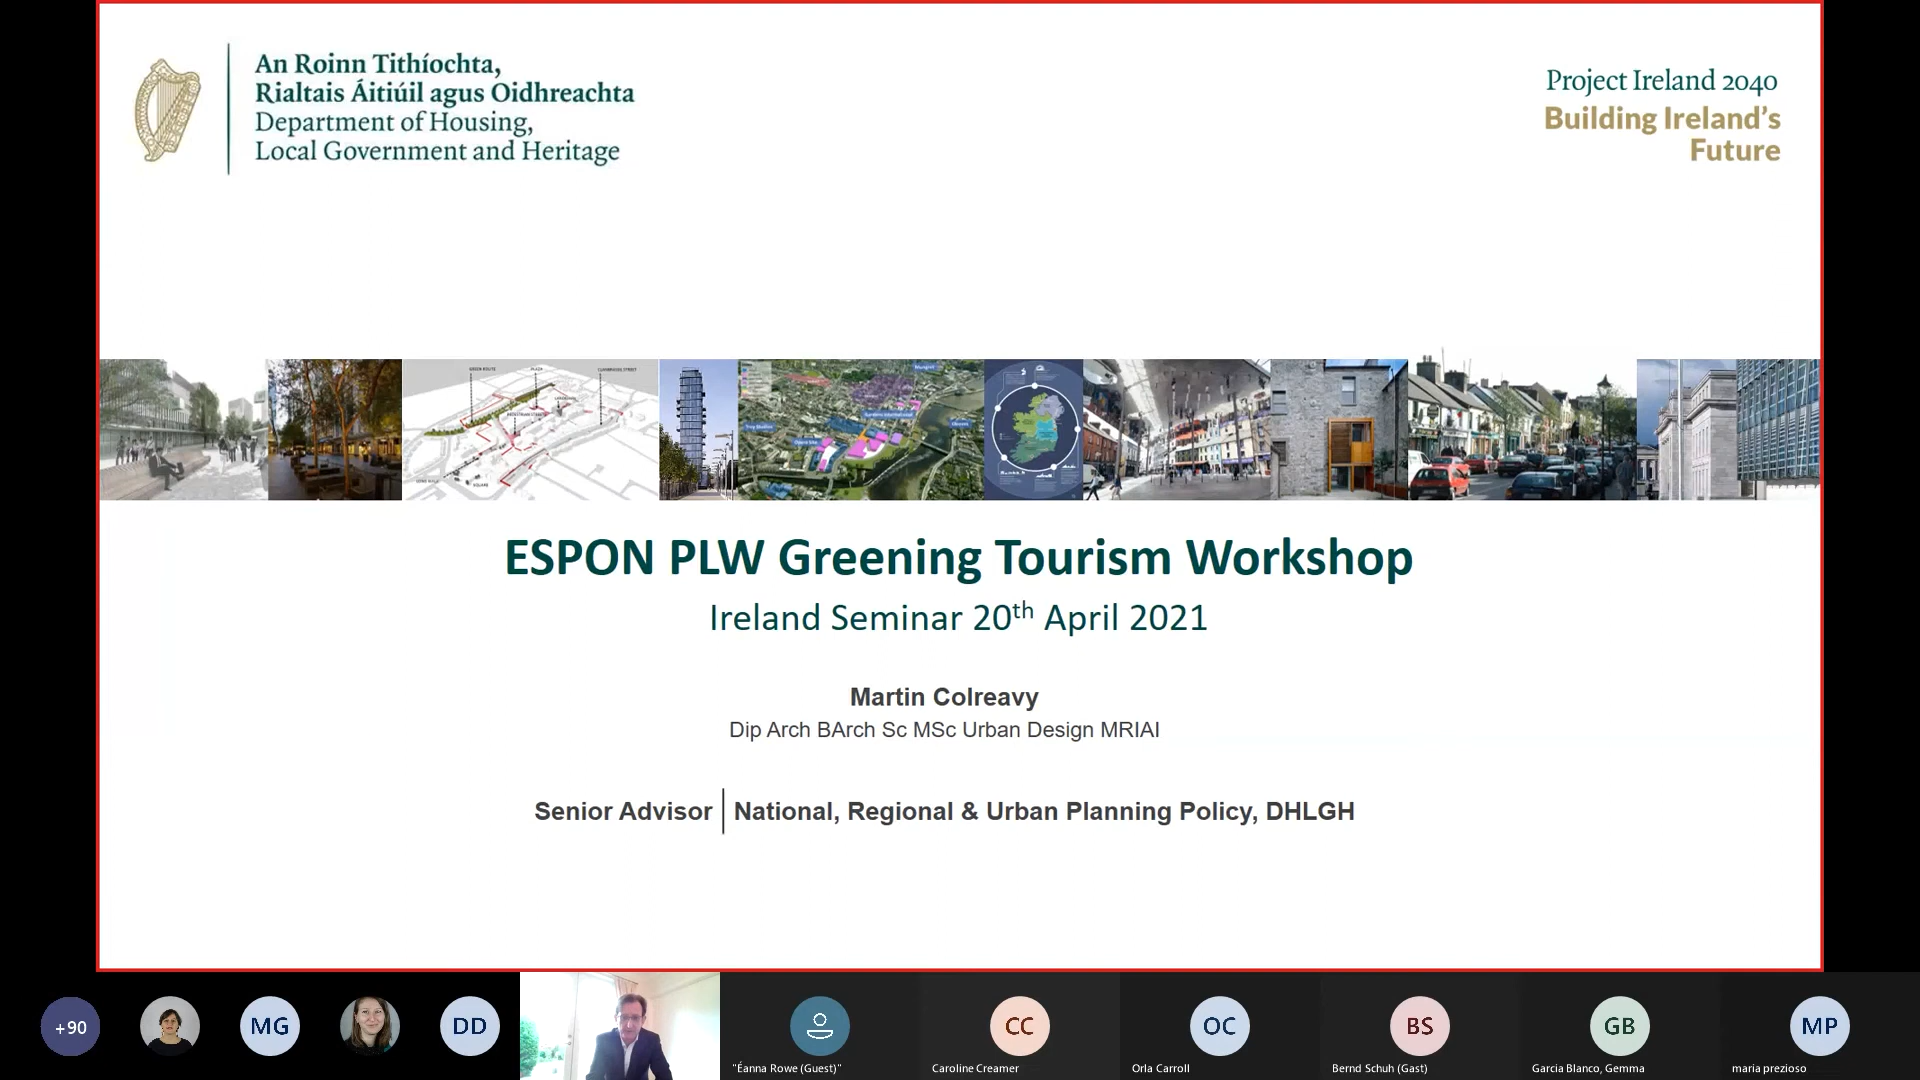 An Roinn Tithíochta,
Rialtais Áitiúil agus Oidhreachta
Department of Housing,
Local Government and Heritage
Project Ireland 2040
Building Ireland's
Future
ESPON PLW Greening Tourism Workshop
Ireland Seminar 20th April 2021
Martin Colreavy
Dip Arch BArch Sc MSc Urban Design MRIAI
Senior Advisor | National, Regional & Urban Planning Policy, DHLGH
+90
MG
DD
CC
OC
BS
GB
MP
"Éanna Rowe (Guest)"
Caroline Creamer
Orla Carroll
Bernd Schuh (Gast)
Garcia Blanco, Gemma
maria prezioso